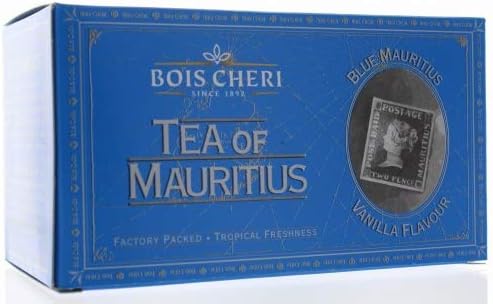 BOIS CHERI
SINCE 1892
TEA OF
MAURITIUS
FACTORY PACKED • TROPICAL FRESHNESS
BLUE MAURITIUS
POSTAGE
POST PAID
MAURITIUS
TWO PENCE
VANILLA FLAVOUR